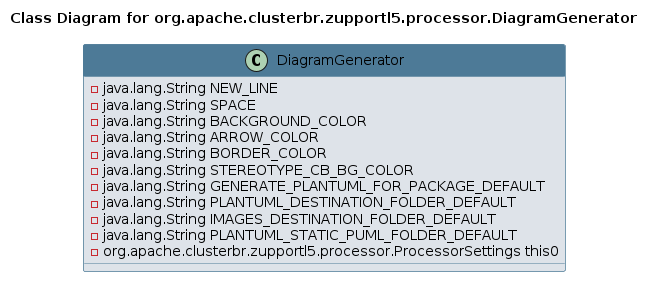 Class Diagram for org.apache.clusterbr.zupportl5.processor.DiagramGenerator
C DiagramGenerator
java.lang.String NEW_LINE
java.lang.String SPACE
java.lang.String BACKGROUND_COLOR
java.lang.String ARROW_COLOR
java.lang.String BORDER_COLOR
java.lang.String STEREOTYPE_CB_BG_COLOR
java.lang.String GENERATE_PLANTUML_FOR_PACKAGE_DEFAULT
java.lang.String PLANTUML_DESTINATION_FOLDER_DEFAULT
java.lang.String IMAGES_DESTINATION_FOLDER_DEFAULT
java.lang.String PLANTUML_STATIC_PUML_FOLDER_DEFAULT
org.apache.clusterbr.zupportl5.processor.ProcessorSettings this0